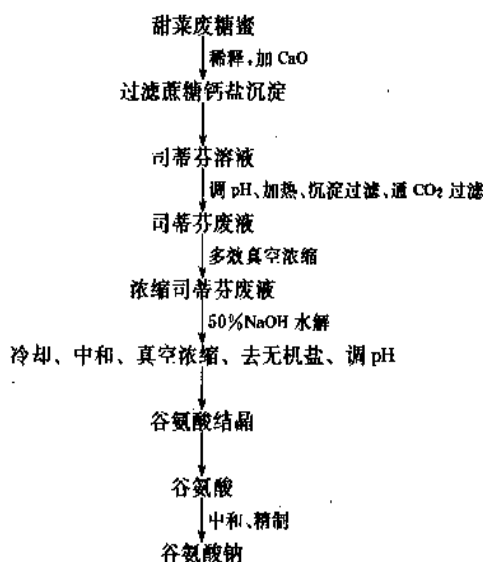 甜菜废糖蜜
稀释,加 CaO
过滤蔗糖钙盐沉淀
司蒂芬溶液
调 pH、加热、沉淀过滤、通 CO₂ 过滤
司蒂芬废液
多效真空浓缩
浓缩司蒂芬废液
50%NaOH 水解
冷却、中和、真空浓缩、去无机盐、调 pH
谷氨酸结晶
谷氨酸
中和、精制
谷氨酸钠